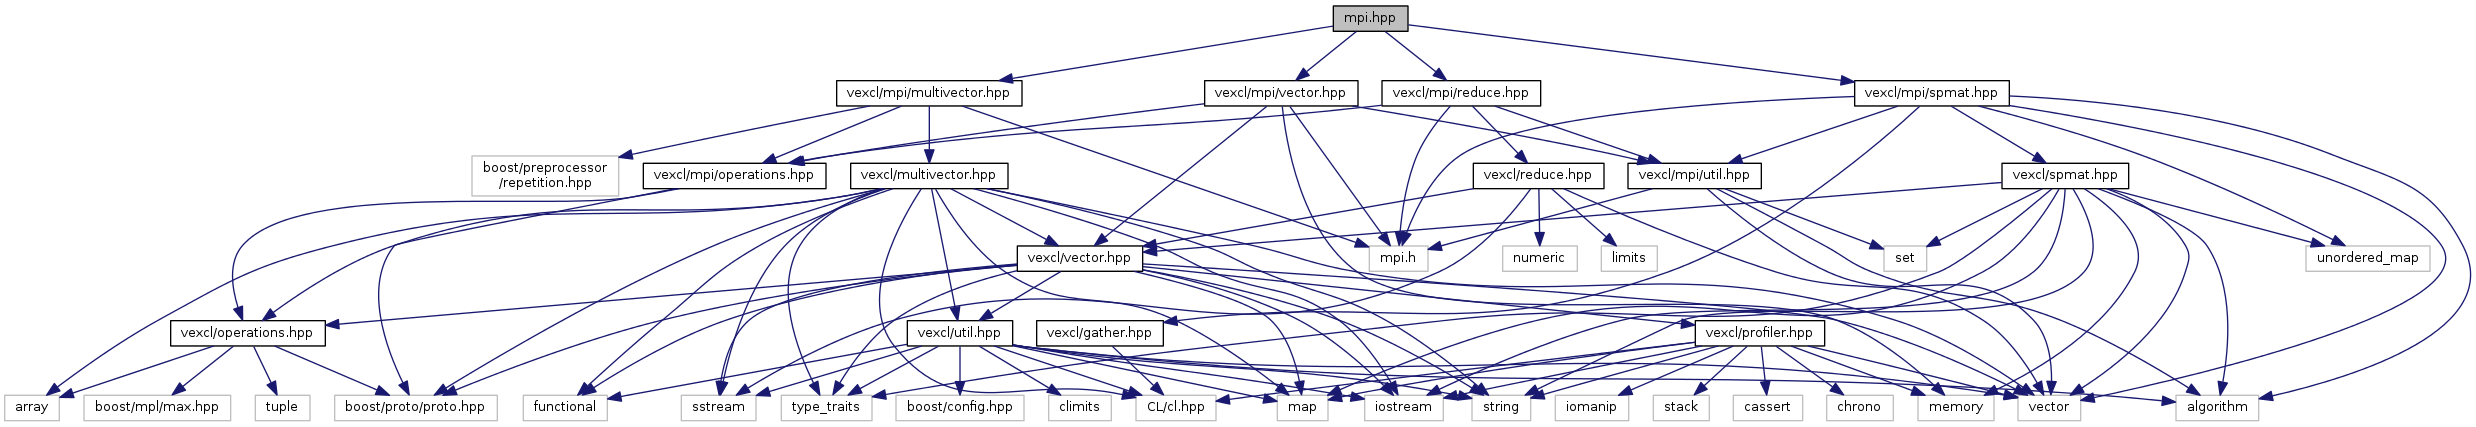 mpi.hpp
vexcl/mpi/multivector.hpp
vexcl/mpi/vector.hpp
vexcl/mpi/reduce.hpp
vexcl/mpi/spmat.hpp
boost/preprocessor
/repetition.hpp
vexcl/mpi/operations.hpp
vexcl/multivector.hpp
vexcl/reduce.hpp
vexcl/mpi/util.hpp
vexcl/spmat.hpp
vexcl/vector.hpp
mpi.h
numeric
limits
set
unordered_map
vexcl/operations.hpp
vexcl/util.hpp
vexcl/gather.hpp
vexcl/profiler.hpp
array
boost/mpl/max.hpp
tuple
boost/proto/proto.hpp
functional
sstream
type_traits
boost/config.hpp
climits
CL/cl.hpp
map
iostream
string
iomanip
stack
cassert
chrono
memory
vector
algorithm